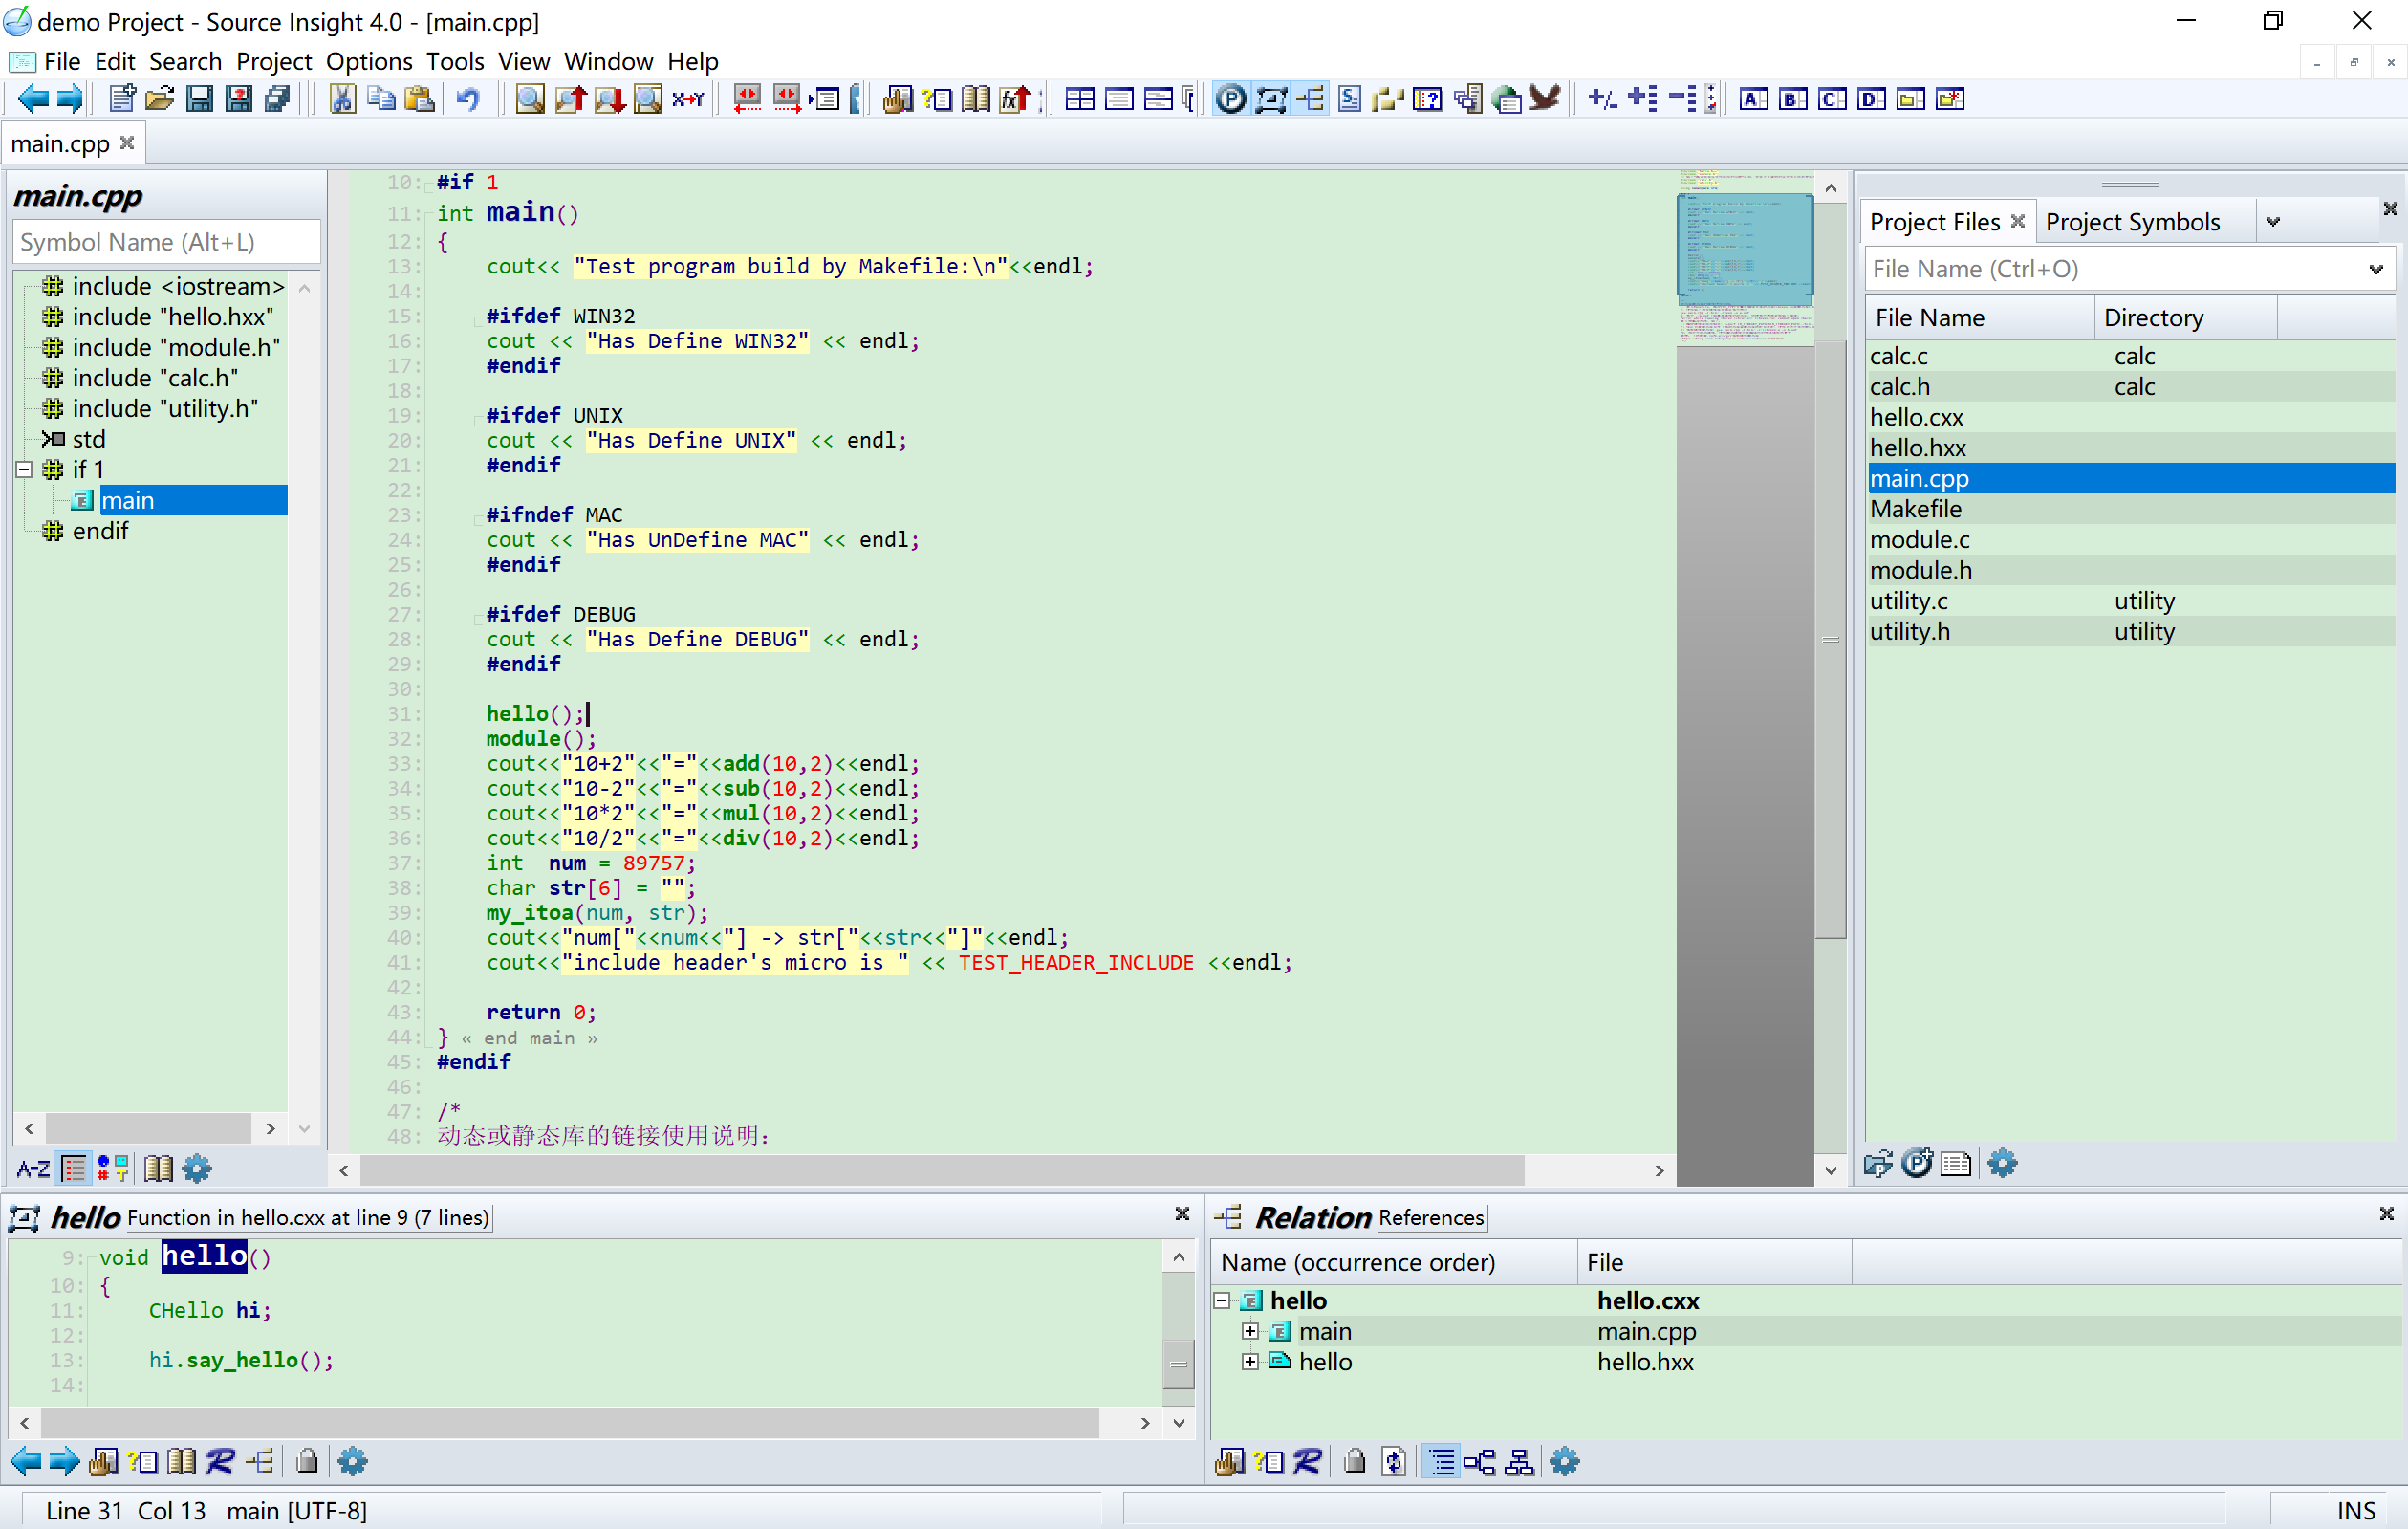 demo Project - Source Insight 4.0 - [main.cpp]
File Edit Search Project Options Tools View Window Help
main.cpp
main.cpp
Symbol Name (Alt+L)
include <iostream>
include "hello.hxx"
include "module.h"
include "calc.h"
include "utility.h"
std
if 1
main
endif
A-Z
10: #if 1
11: int main()
12: {
13: cout<< "Test program build by Makefile:\n"<<endl;
14:
15: #ifdef WIN32
16: cout << "Has Define WIN32" << endl;
17: #endif
18:
19: #ifdef UNIX
20: cout << "Has Define UNIX" << endl;
21: #endif
22:
23: #ifndef MAC
24: cout << "Has UnDefine MAC" << endl;
25: #endif
26:
27: #ifdef DEBUG
28: cout << "Has Define DEBUG" << endl;
29: #endif
30:
31: hello();
32: module();
33: cout<<"10+2"<<"="<<add(10,2)<<endl;
34: cout<<"10-2"<<"="<<sub(10,2)<<endl;
35: cout<<"10*2"<<"="<<mul(10,2)<<endl;
36: cout<<"10/2"<<"="<<div(10,2)<<endl;
37: int  num = 89757;
38: char str[6] = "";
39: my_itoa(num, str);
40: cout<<"num["<<num<<"] -> str["<<str<<"]"<<endl;
41: cout<<"include header's micro is " << TEST_HEADER_INCLUDE <<endl;
42:
43: return 0;
44: } « end main »
45: #endif
46:
47: /*
48: 动态或静态库的链接使用说明：
Project Files Project Symbols
File Name (Ctrl+O)
File Name Directory
calc.c calc
calc.h calc
hello.cxx
hello.hxx
main.cpp
Makefile
module.c
module.h
utility.c utility
utility.h utility
hello Function in hello.cxx at line 9 (7 lines)
9: void hello()
10: {
11: CHello hi;
12:
13: hi.say_hello();
14:
Relation References
Name (occurrence order) File
hello hello.cxx
main main.cpp
hello hello.hxx
Line 31 Col 13 main [UTF-8]
INS